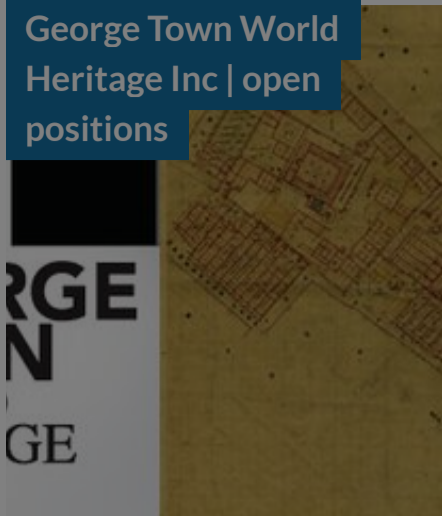 George Town World
Heritage Inc | open
positions
RGE
N
GE